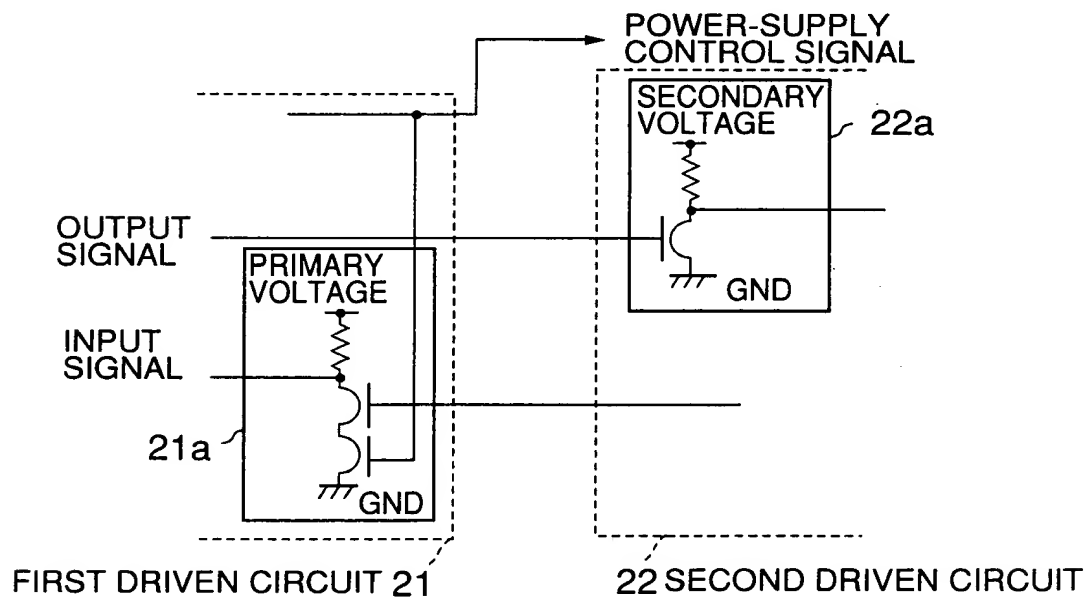 POWER-SUPPLY
CONTROL SIGNAL
SECONDARY
VOLTAGE
22a
OUTPUT
SIGNAL
PRIMARY
VOLTAGE
GND
INPUT
SIGNAL
21a
GND
FIRST DRIVEN CIRCUIT 21
22 SECOND DRIVEN CIRCUIT